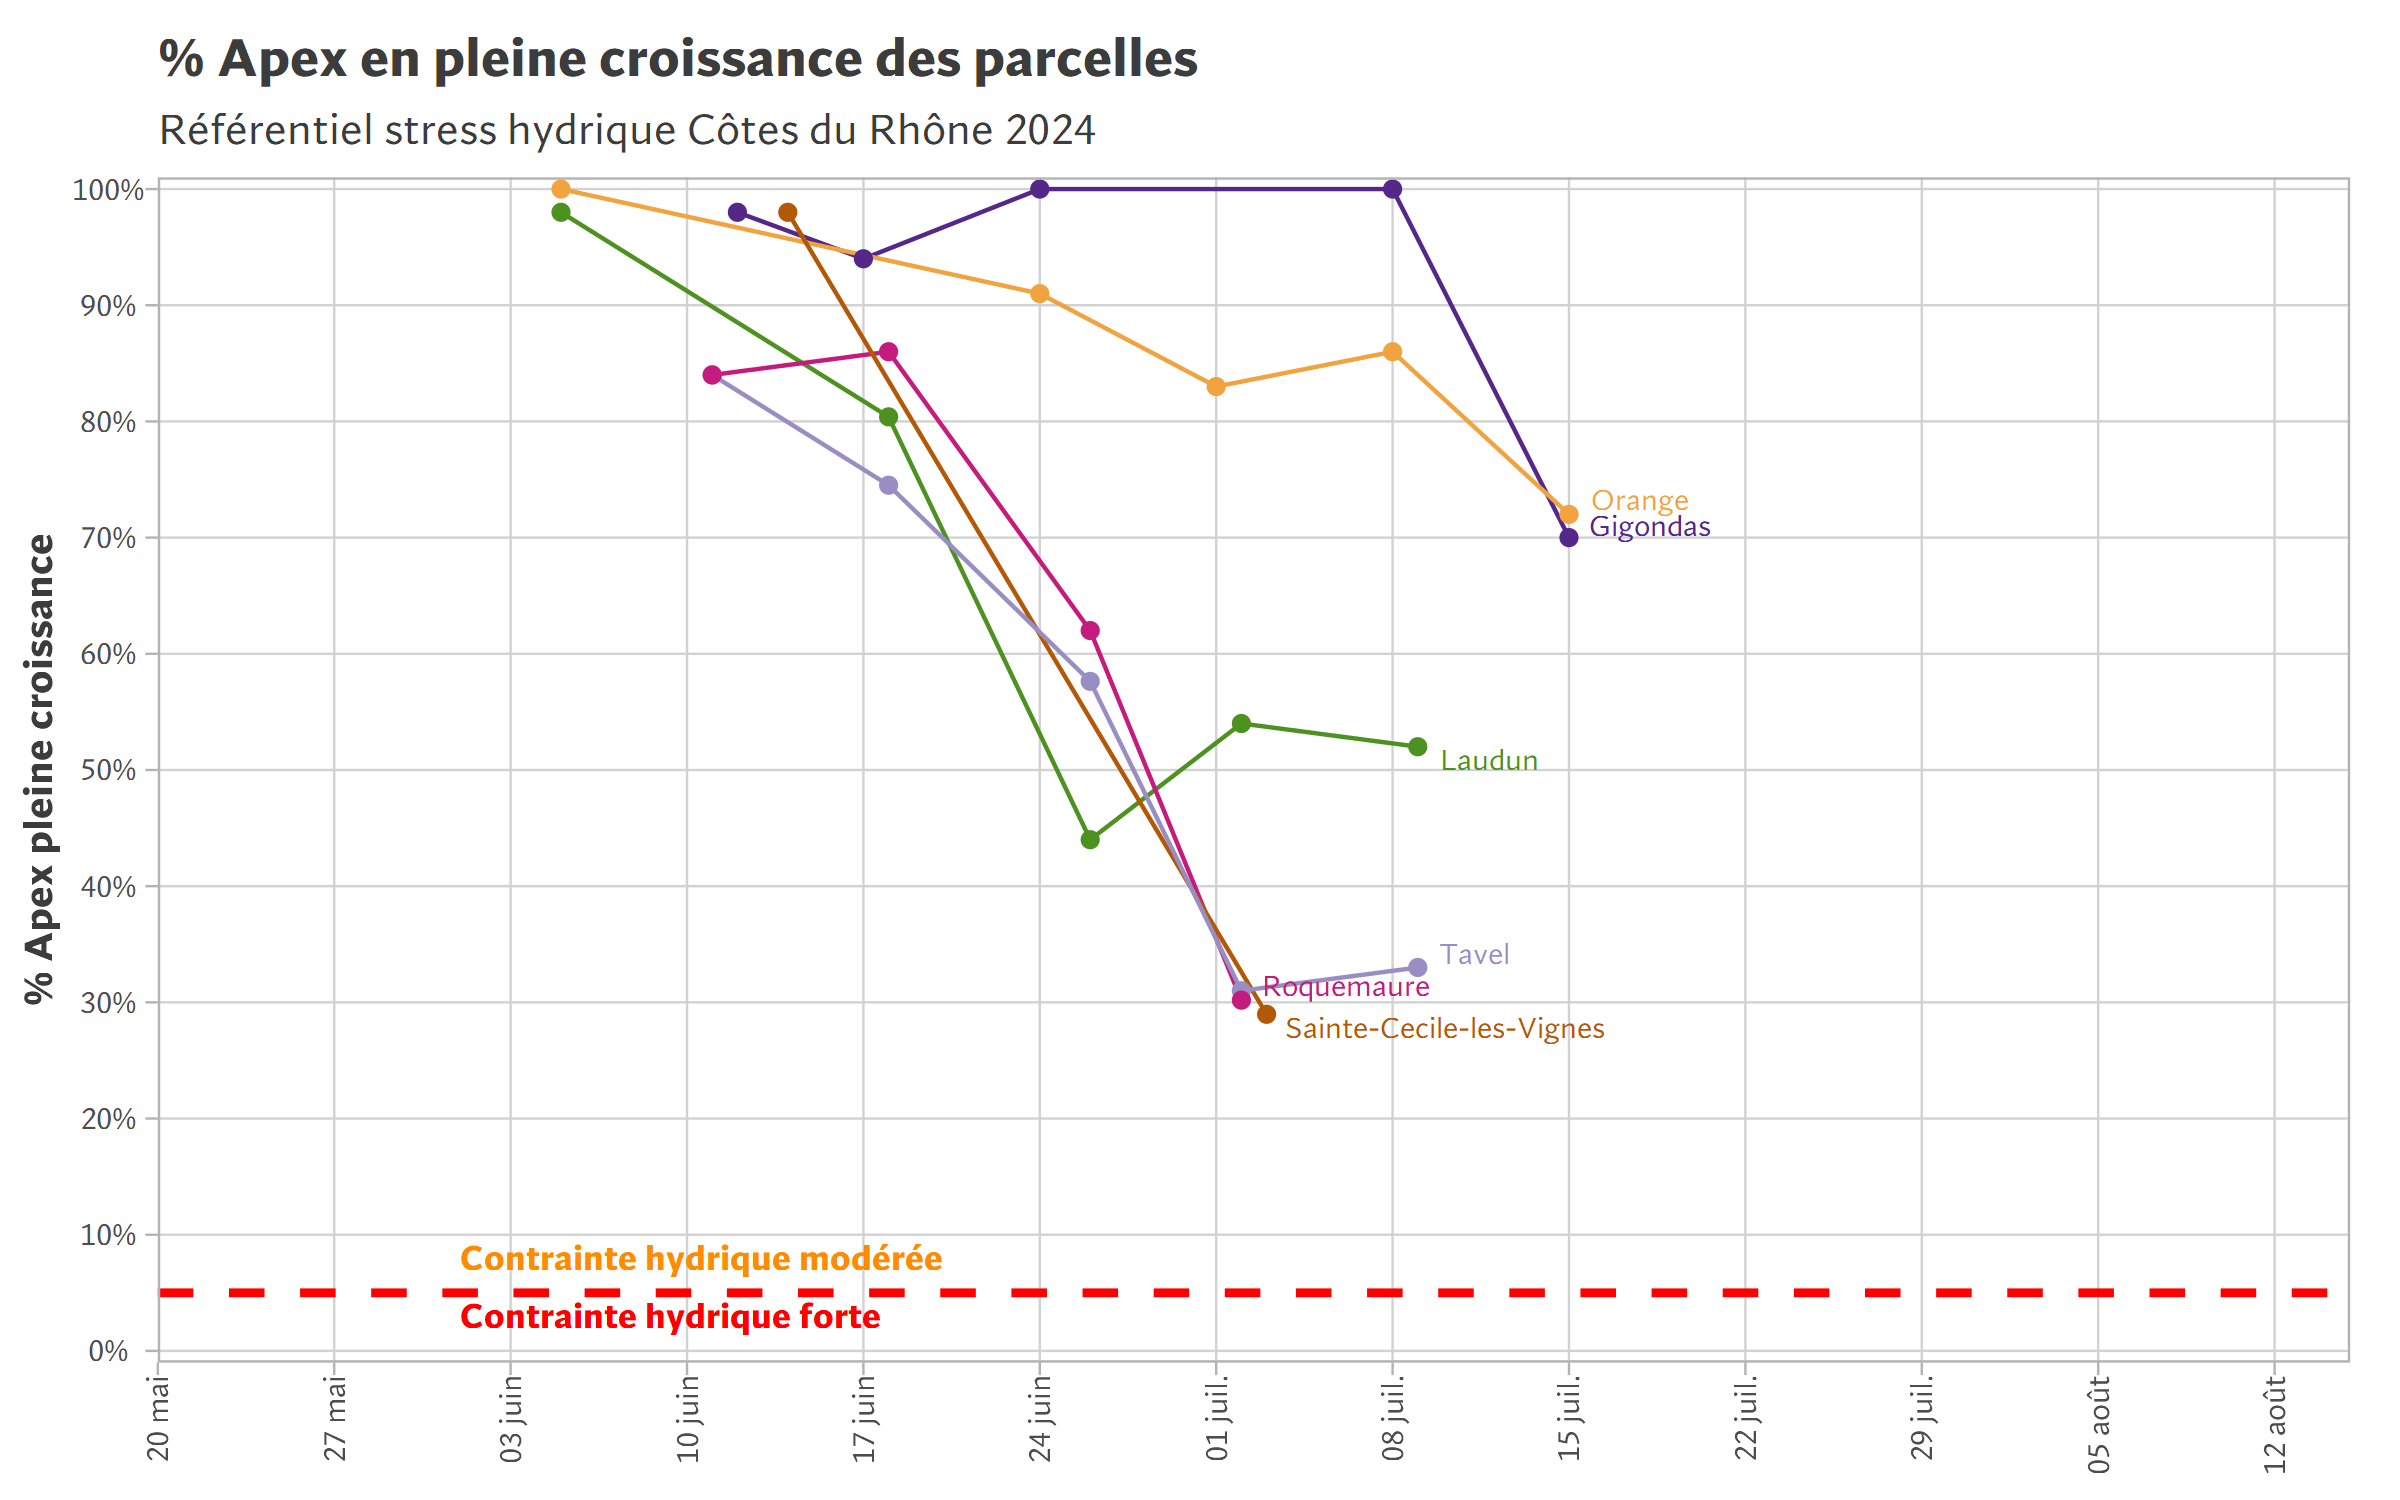 % Apex en pleine croissance des parcelles
Référentiel stress hydrique Côtes du Rhône 2024
% Apex pleine croissance
100%
90%
80%
70%
60%
50%
40%
30%
20%
10%
0%
Orange
Gigondas
Laudun
Tavel
Roquemaure
Sainte-Cecile-les-Vignes
Contrainte hydrique modérée
Contrainte hydrique forte
20 mai
27 mai
03 juin
10 juin
17 juin
24 juin
01 juil.
08 juil.
15 juil.
22 juil.
29 juil.
05 août
12 août